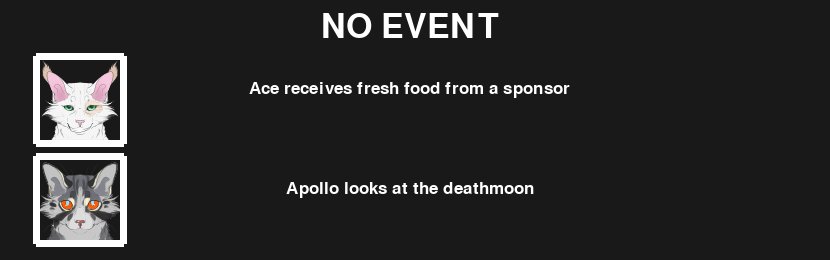 NO EVENT
Ace receives fresh food from a sponsor
Apollo looks at the deathmoon